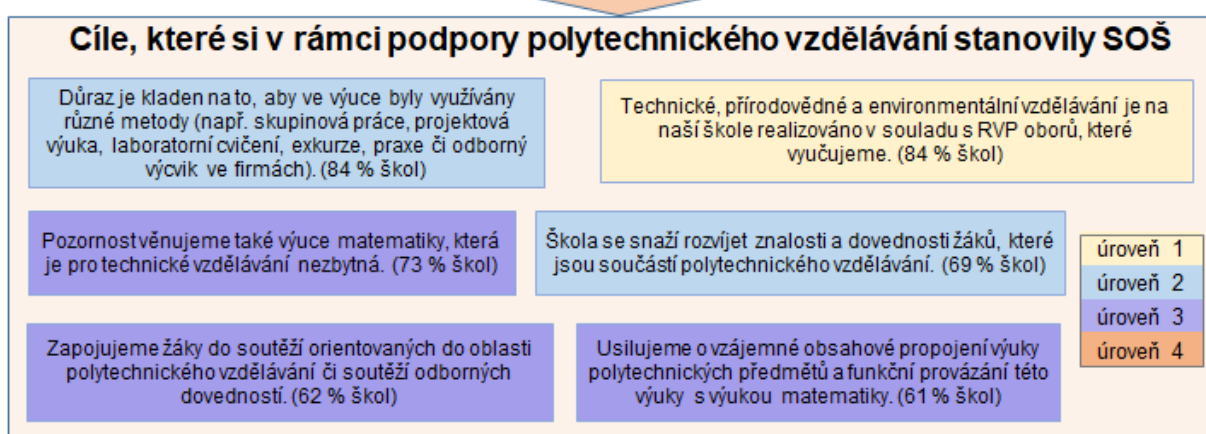 Cíle, které si v rámci podpory polytechnického vzdělávání stanovily SOŠ
Důraz je kladen na to, aby ve výuce byly využívány
různé metody (např. skupinová práce, projektová
výuka, laboratorní cvičení, exkurze, praxe či odborný
výcvik ve firmách). (84 % škol)
Technické, přírodovědné a environmentální vzdělávání je na
naší škole realizováno v souladu s RVP oborů, které
vyučujeme. (84 % škol)
Pozornost věnujeme také výuce matematiky, která
je pro technické vzdělávání nezbytná. (73 % škol)
Škola se snaží rozvíjet znalosti a dovednosti žáků, které
jsou součástí polytechnického vzdělávání. (69 % škol)
úroveň 1
úroveň 2
úroveň 3
úroveň 4
Zapojujeme žáky do soutěží orientovaných do oblasti
polytechnického vzdělávání či soutěží odborných
dovedností. (62 % škol)
Usilujeme o vzájemné obsahové propojení výuky
polytechnických předmětů a funkční provázání této
výuky s výukou matematiky. (61 % škol)